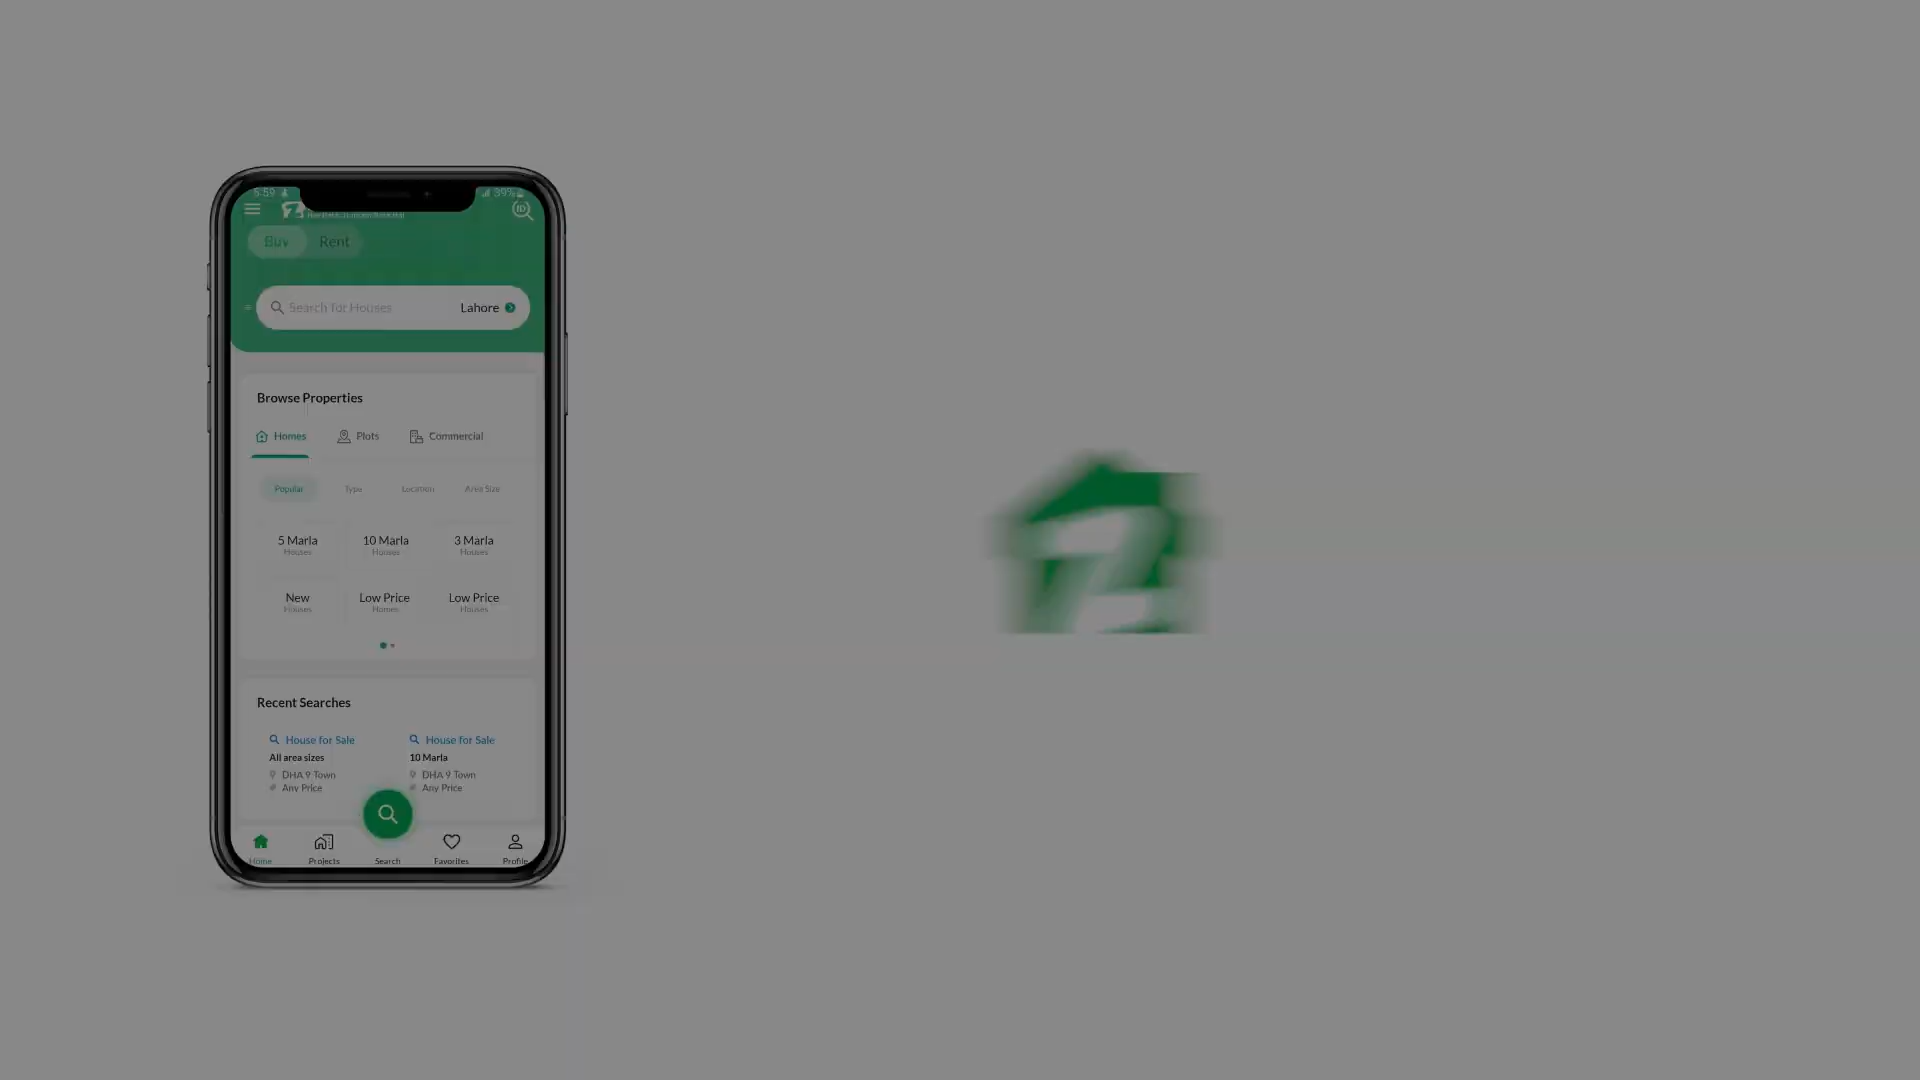 5:59
39%
Buy Rent
Search for Houses Lahore
Browse Properties
Homes Plots Commercial
Popular Type Location Area Size
5 Marla 10 Marla 3 Marla
Houses Houses Houses
New Low Price Low Price
Houses Homes Houses
Recent Searches
House for Sale House for Sale
All area sizes 10 Marla
DHA 9 Town DHA 9 Town
Any Price Any Price
Home Projects Search Favorites Profile